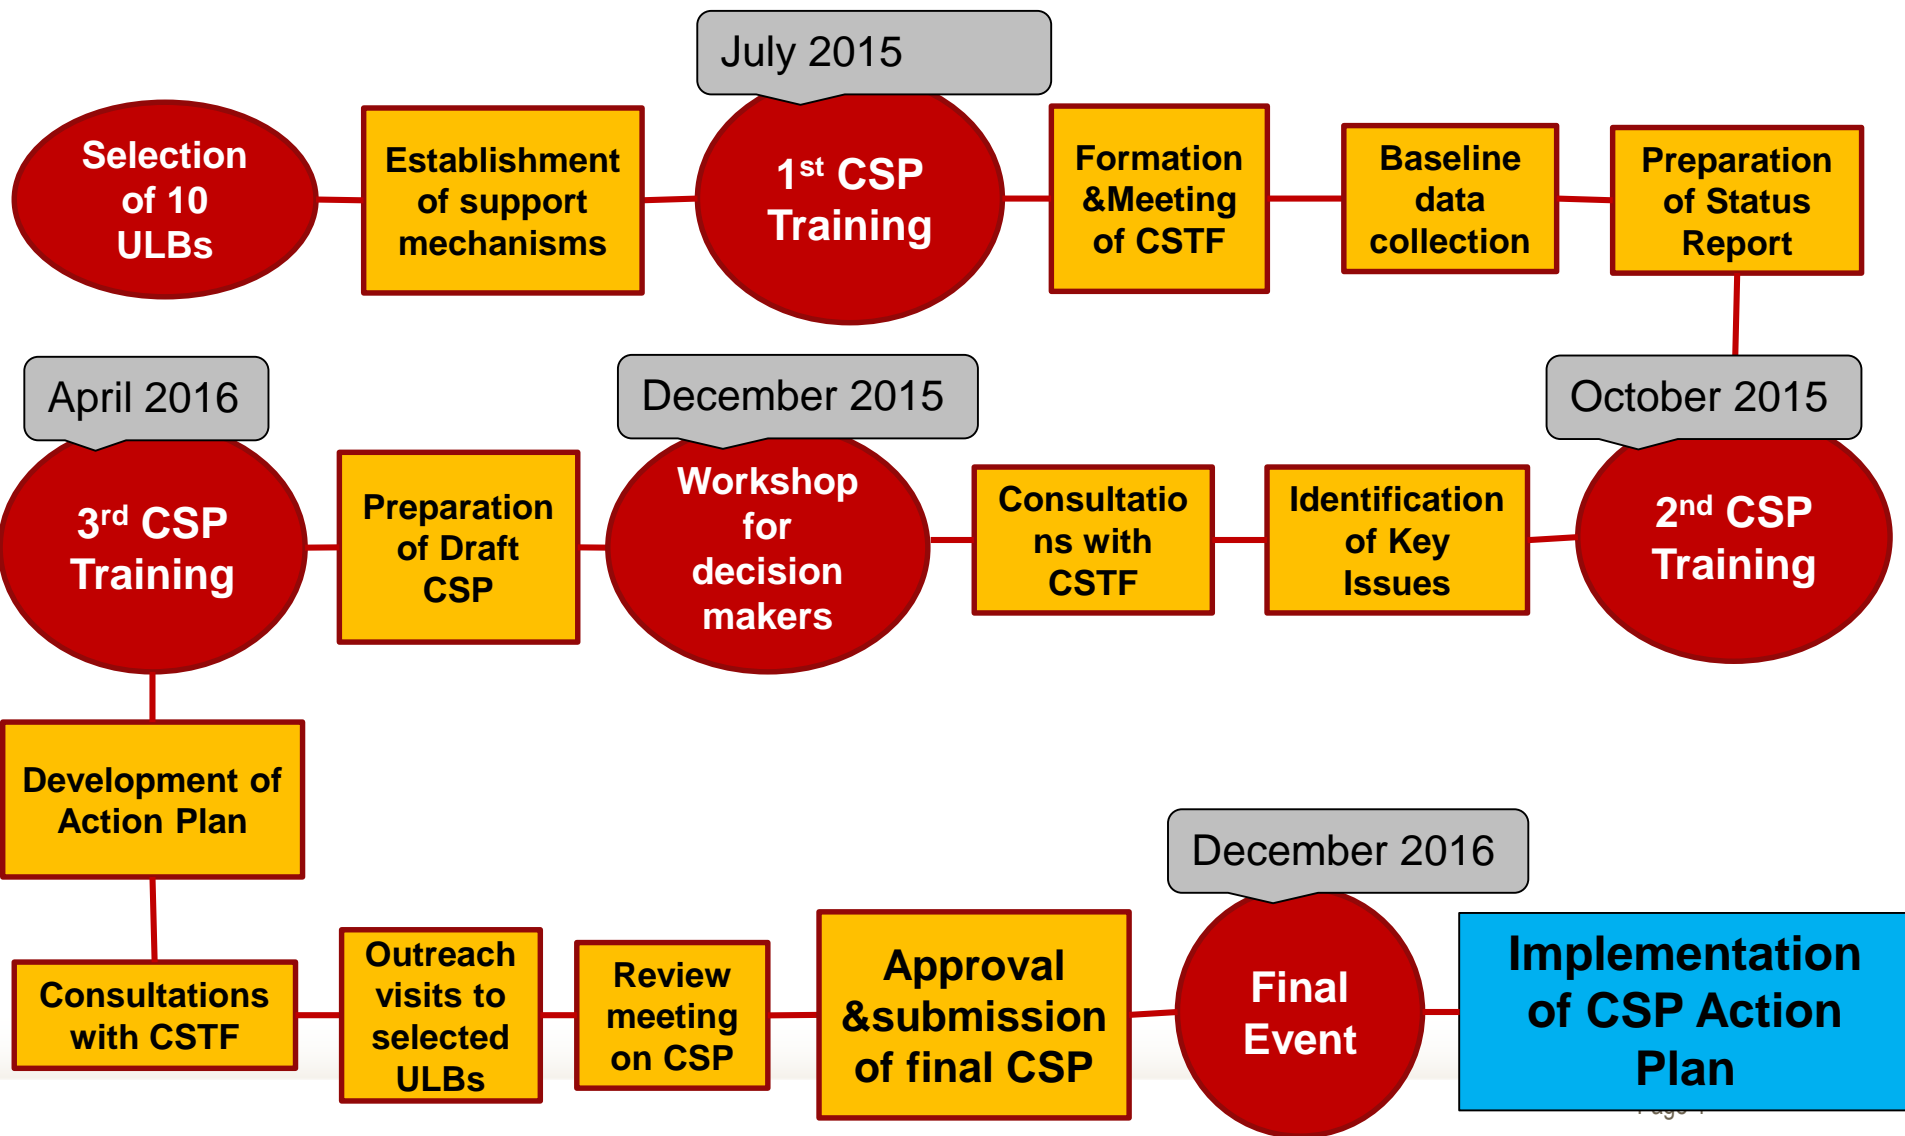 July 2015
Selection
of 10
ULBs
Establishment
of support
mechanisms
1st CSP
Training
Formation
&Meeting
of CSTF
Baseline
data
collection
Preparation
of Status
Report
April 2016
December 2015
October 2015
3rd CSP
Training
Preparation
of Draft
CSP
Workshop
for
decision
makers
Consultatio
ns with
CSTF
Identification
of Key
Issues
2nd CSP
Training
Development of
Action Plan
December 2016
Consultations
with CSTF
Outreach
visits to
selected
ULBs
Review
meeting
on CSP
Approval
&submission
of final CSP
Final
Event
Implementation
of CSP Action
Plan